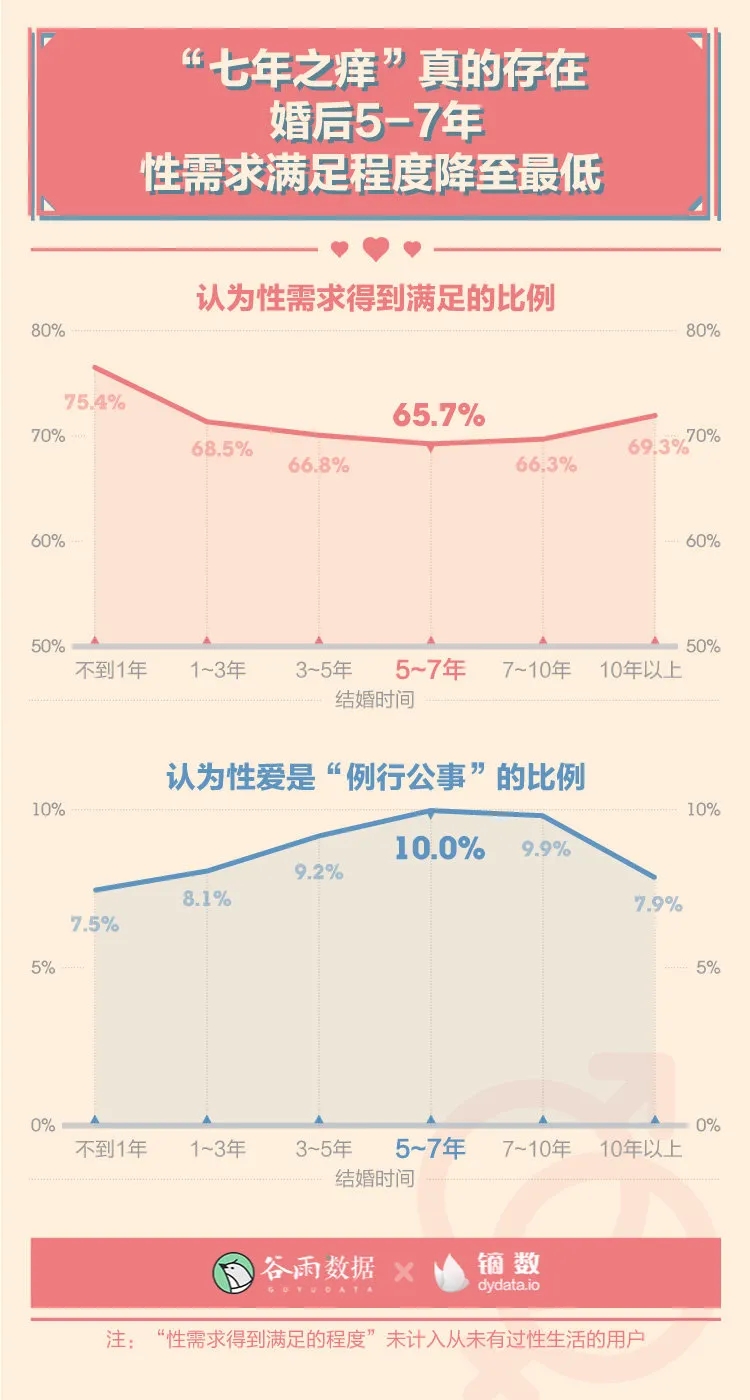 “七年之痒”真的存在
婚后5-7年
性需求满足程度降至最低
认为性需求得到满足的比例
80% 80%
75.4% 65.7%
70% 68.5% 66.8% 66.3% 69.3% 70%
60% 60%
50% 50%
不到1年 1~3年 3~5年 5~7年 7~10年 10年以上
结婚时间
认为性爱是“例行公事”的比例
10% 10%
7.5% 8.1% 9.2% 10.0% 9.9% 7.9%
5% 5%
0% 0%
不到1年 1~3年 3~5年 5~7年 7~10年 10年以上
结婚时间
谷雨数据 × 镝数
GUYUDATA dydata.io
注：“性需求得到满足的程度”未计入从未有过性生活的用户